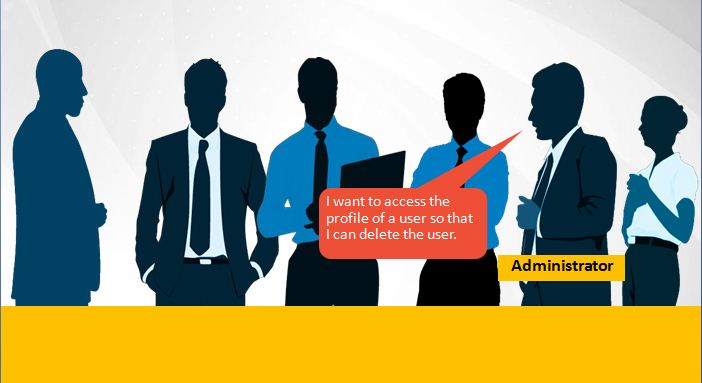 I want to access the
profile of a user so that
I can delete the user.
Administrator